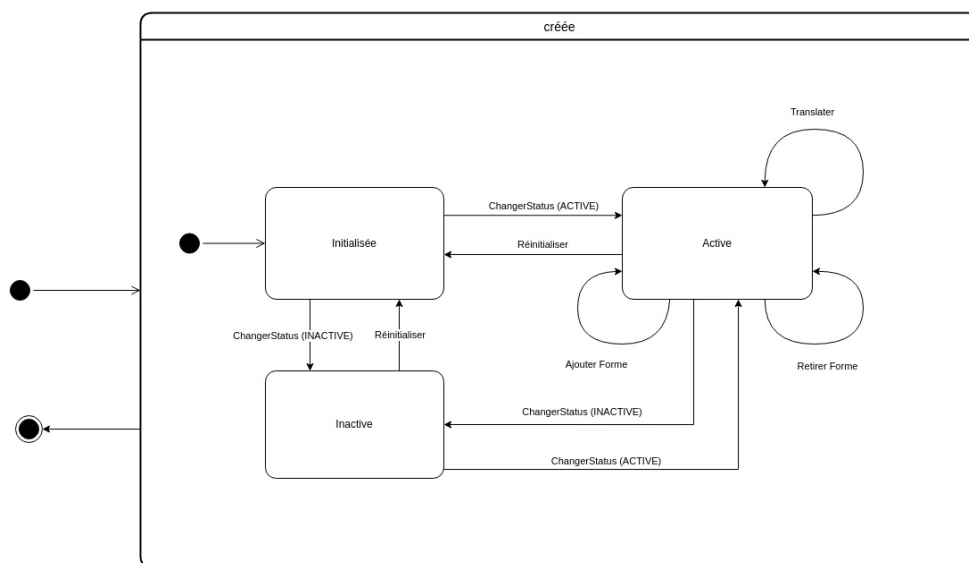 créée
Translater
ChangerStatus (ACTIVE)
Initialisée
Réinitialiser
Active
ChangerStatus (INACTIVE)
Réinitialiser
Ajouter Forme
Retirer Forme
Inactive
ChangerStatus (INACTIVE)
ChangerStatus (ACTIVE)